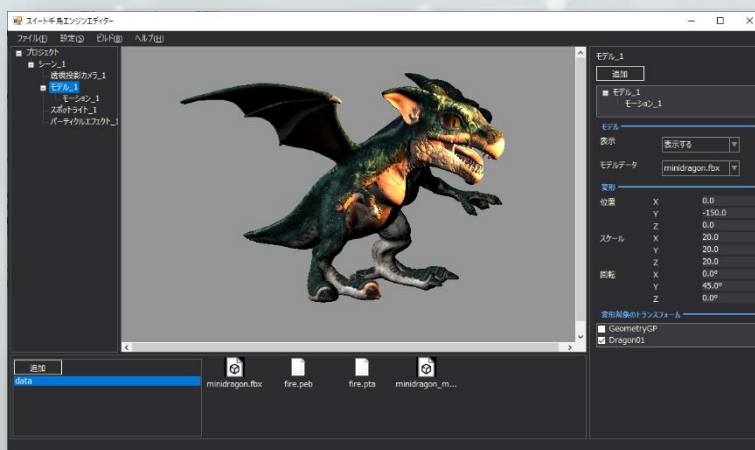 スイート千鳥エンジンエディター
ファイル(F) 設定(S) ビルド(B) ヘルプ(H)
プロジェクト
シーン_1
透視投影カメラ_1
モデル_1
モーション_1
スポットライト_1
パーティクルエフェクト_1
モデル_1
追加
モデル_1
モーション_1
モデル
表示 表示する
モデルデータ minidragon.fbx
変形
位置 X 0.0
Y -150.0
Z 0.0
スケール X 20.0
Y 20.0
Z 20.0
回転 X 0.0°
Y 45.0°
Z 0.0°
変形対象のトランスフォーム
GeometryGP
Dragon01
追加
data
minidragon.fbx fire.peb fire.pta minidragon_m...